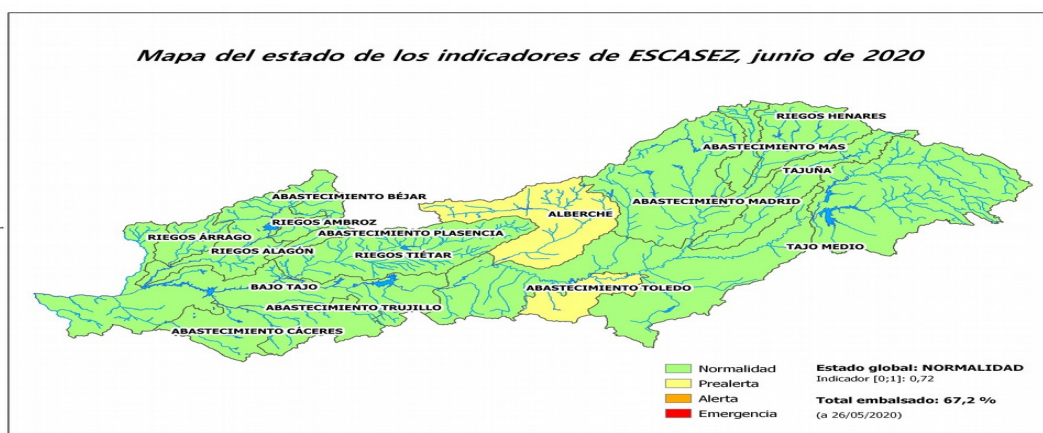 Mapa del estado de los indicadores de ESCASEZ, junio de 2020
RIEGOS HENARES
ABASTECIMIENTO MAS
TAJUÑA
ABASTECIMIENTO BÉJAR
ABASTECIMIENTO MADRID
ALBERCHE
RIEGOS AMBROZ
ABASTECIMIENTO PLASENCIA
RIEGOS ÁRRAGO
TAJO MEDIO
RIEGOS ALAGÓN
RIEGOS TIÉTAR
BAJO TAJO
ABASTECIMIENTO TOLEDO
ABASTECIMIENTO TRUJILLO
ABASTECIMIENTO CÁCERES
Normalidad
Prealerta
Alerta
Emergencia
Estado global: NORMALIDAD
Indicador [0;1]: 0,72
Total embalsado: 67,2 %
(a 26/05/2020)